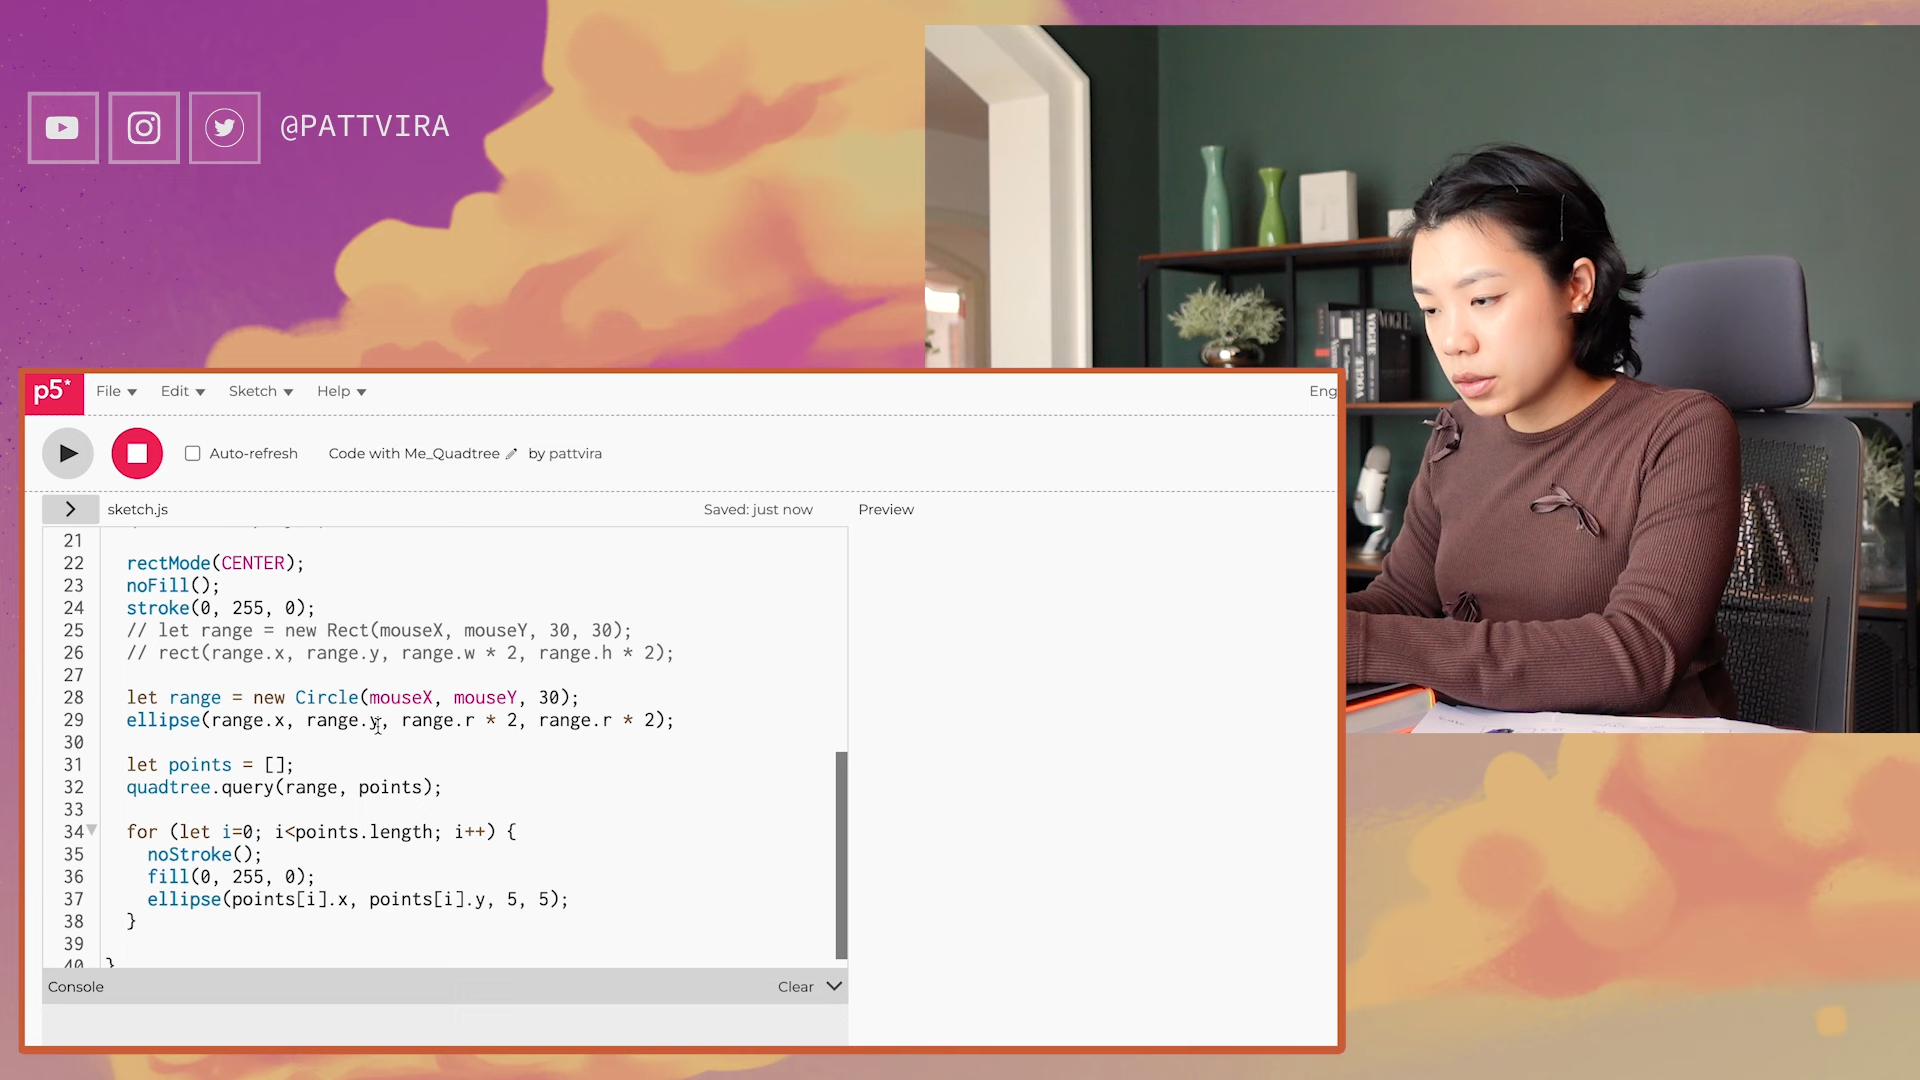 @PATTVIRA
VOGUE
VOGUE
VOGUE
p5*
File
Edit
Sketch
Help
Eng
Auto-refresh
Code with Me_Quadtree
by pattvira
sketch.js
Saved: just now
Preview
21
22 rectMode(CENTER);
23 noFill();
24 stroke(0, 255, 0);
25 // let range = new Rect(mouseX, mouseY, 30, 30);
26 // rect(range.x, range.y, range.w * 2, range.h * 2);
27
28 let range = new Circle(mouseX, mouseY, 30);
29 ellipse(range.x, range.y, range.r * 2, range.r * 2);
30
31 let points = [];
32 quadtree.query(range, points);
33
34 for (let i=0; i<points.length; i++) {
35 noStroke();
36 fill(0, 255, 0);
37 ellipse(points[i].x, points[i].y, 5, 5);
38 }
39
40 }
Console
Clear